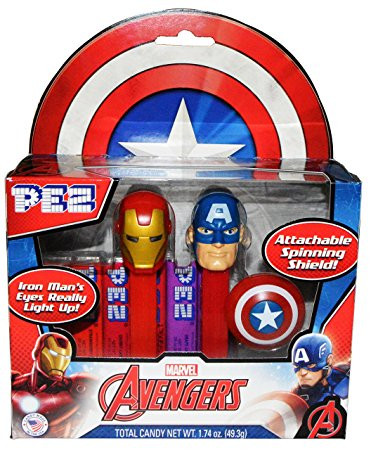 PEZ
Attachable
Spinning
Shield!
Iron Man's
Eyes Really
Light Up!
A
PEZ
PEZ
MARVEL
AVENGERS
A
A
TOTAL CANDY NET WT. 1.74 oz. (49.3g)